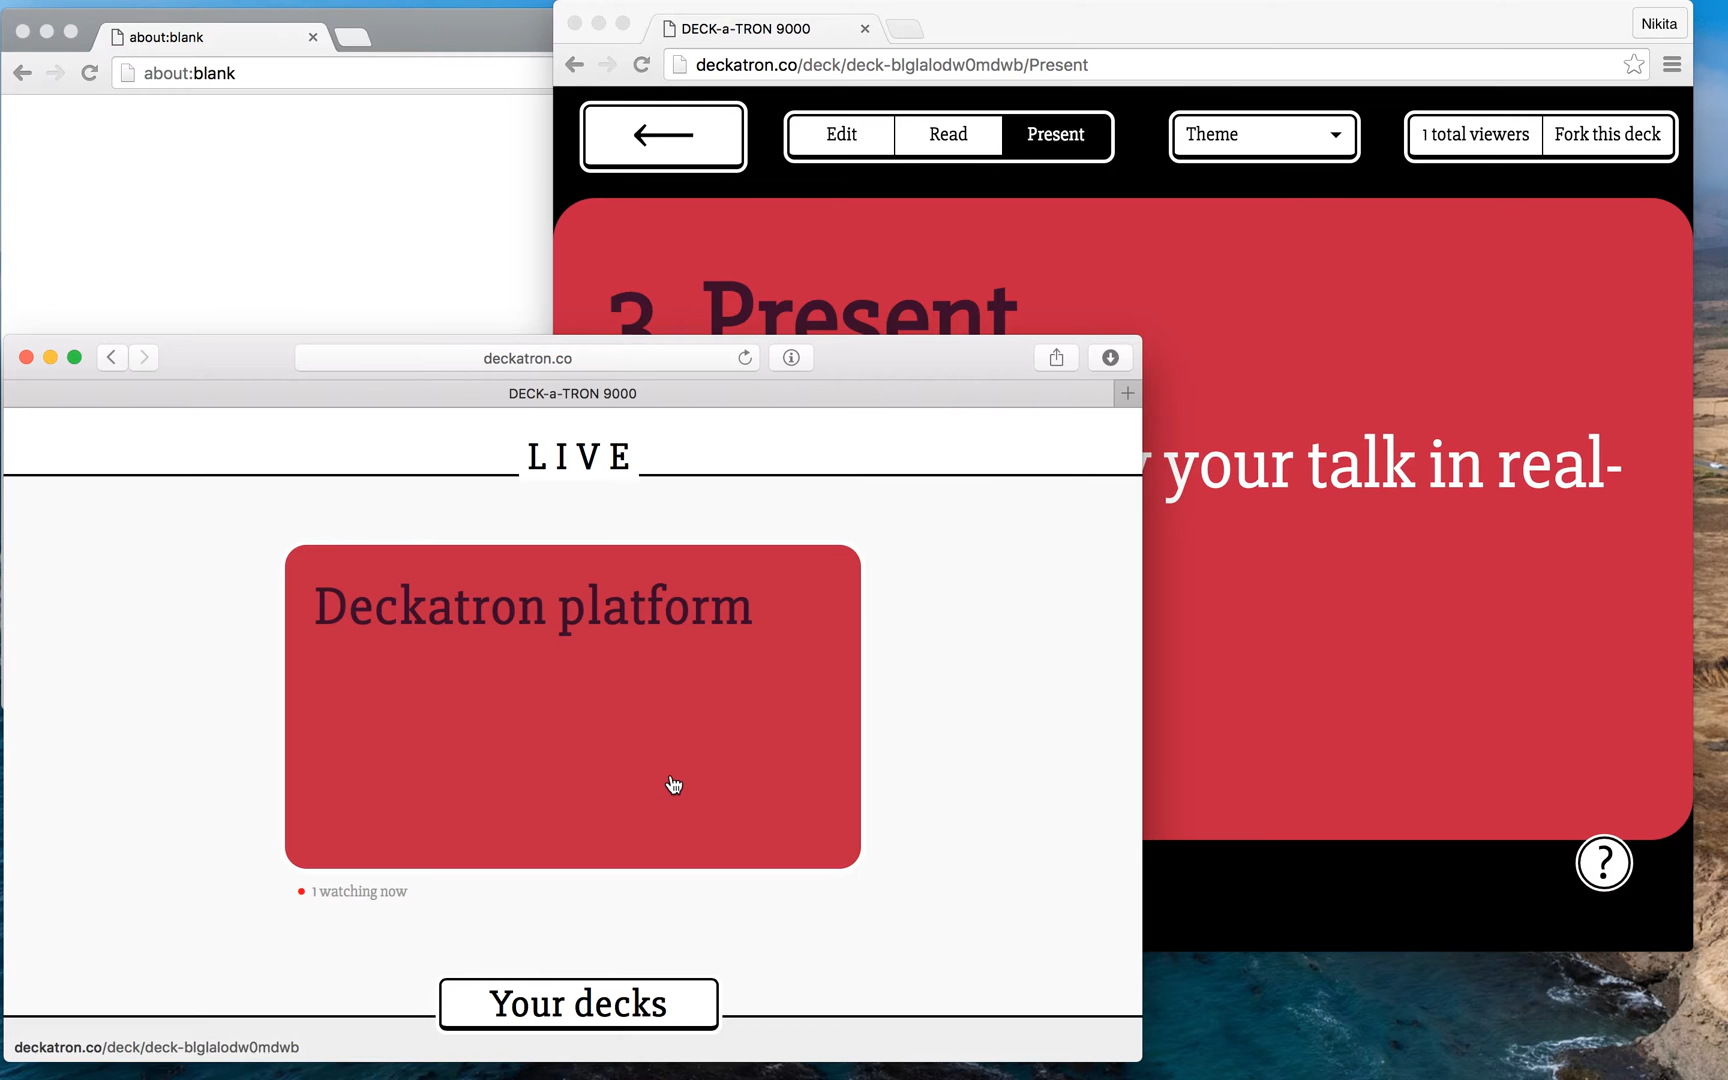 about:blank
about:blank
DECK-a-TRON 9000
Nikita
deckatron.co/deck/deck-blglalodw0mdwb/Present
Edit
Read
Present
Theme
1 total viewers
Fork this deck
3. Present
your talk in real-
?
deckatron.co
DECK-a-TRON 9000
LIVE
Deckatron platform
1 watching now
Your decks
deckatron.co/deck/deck-blglalodw0mdwb